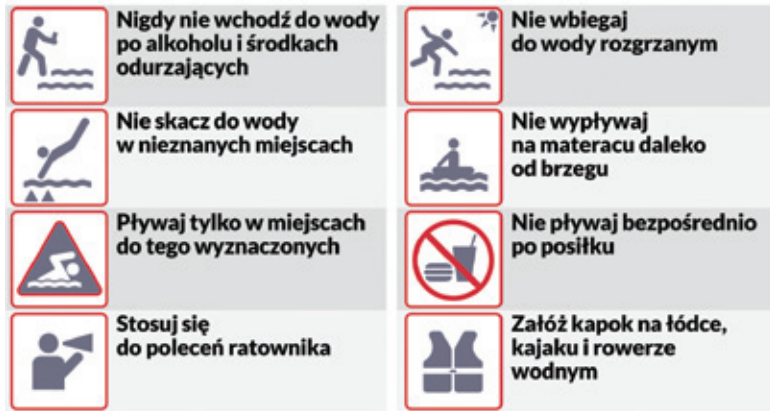 Nigdy nie wchodź do wody
po alkoholu i środkach
odurzających
Nie skacz do wody
w nieznanych miejscach
Pływaj tylko w miejscach
do tego wyznaczonych
Stosuj się
do poleceń ratownika
Nie wbiegaj
do wody rozgrzanym
Nie wypływaj
na materacu daleko
od brzegu
Nie pływaj bezpośrednio
po posiłku
Załóż kapok na łódce,
kajaku i rowerze
wodnym